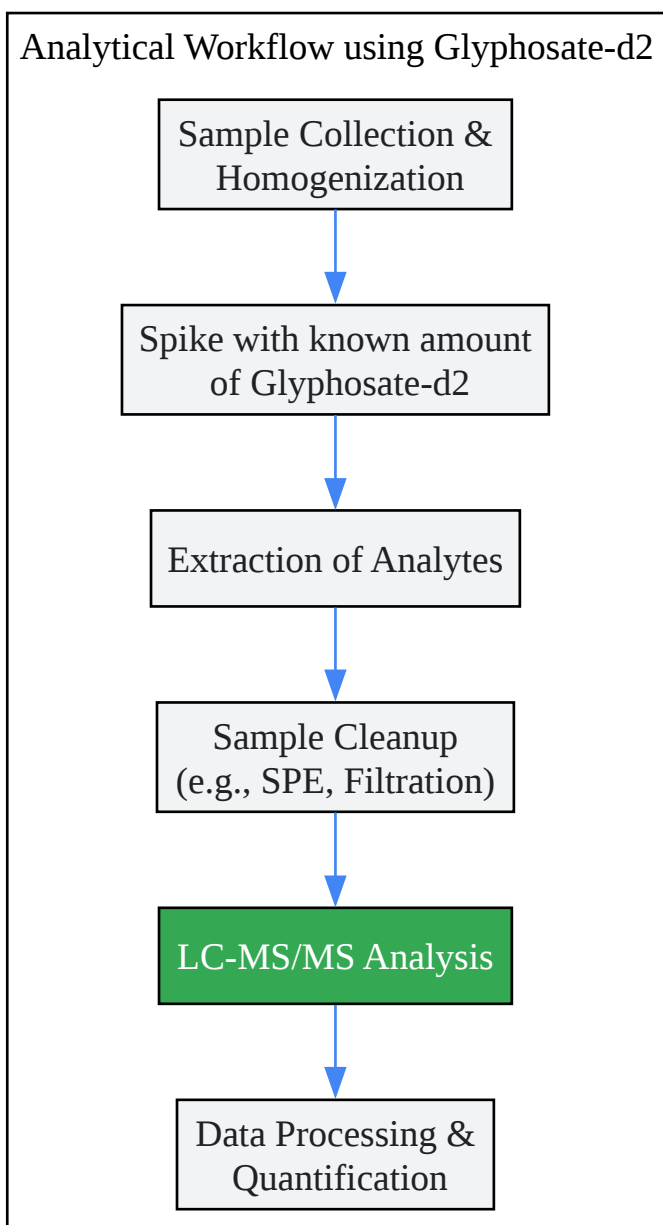 Analytical Workflow using Glyphosate-d2
Sample Collection &
Homogenization
Spike with known amount
of Glyphosate-d2
Extraction of Analytes
Sample Cleanup
(e.g., SPE, Filtration)
LC-MS/MS Analysis
Data Processing &
Quantification